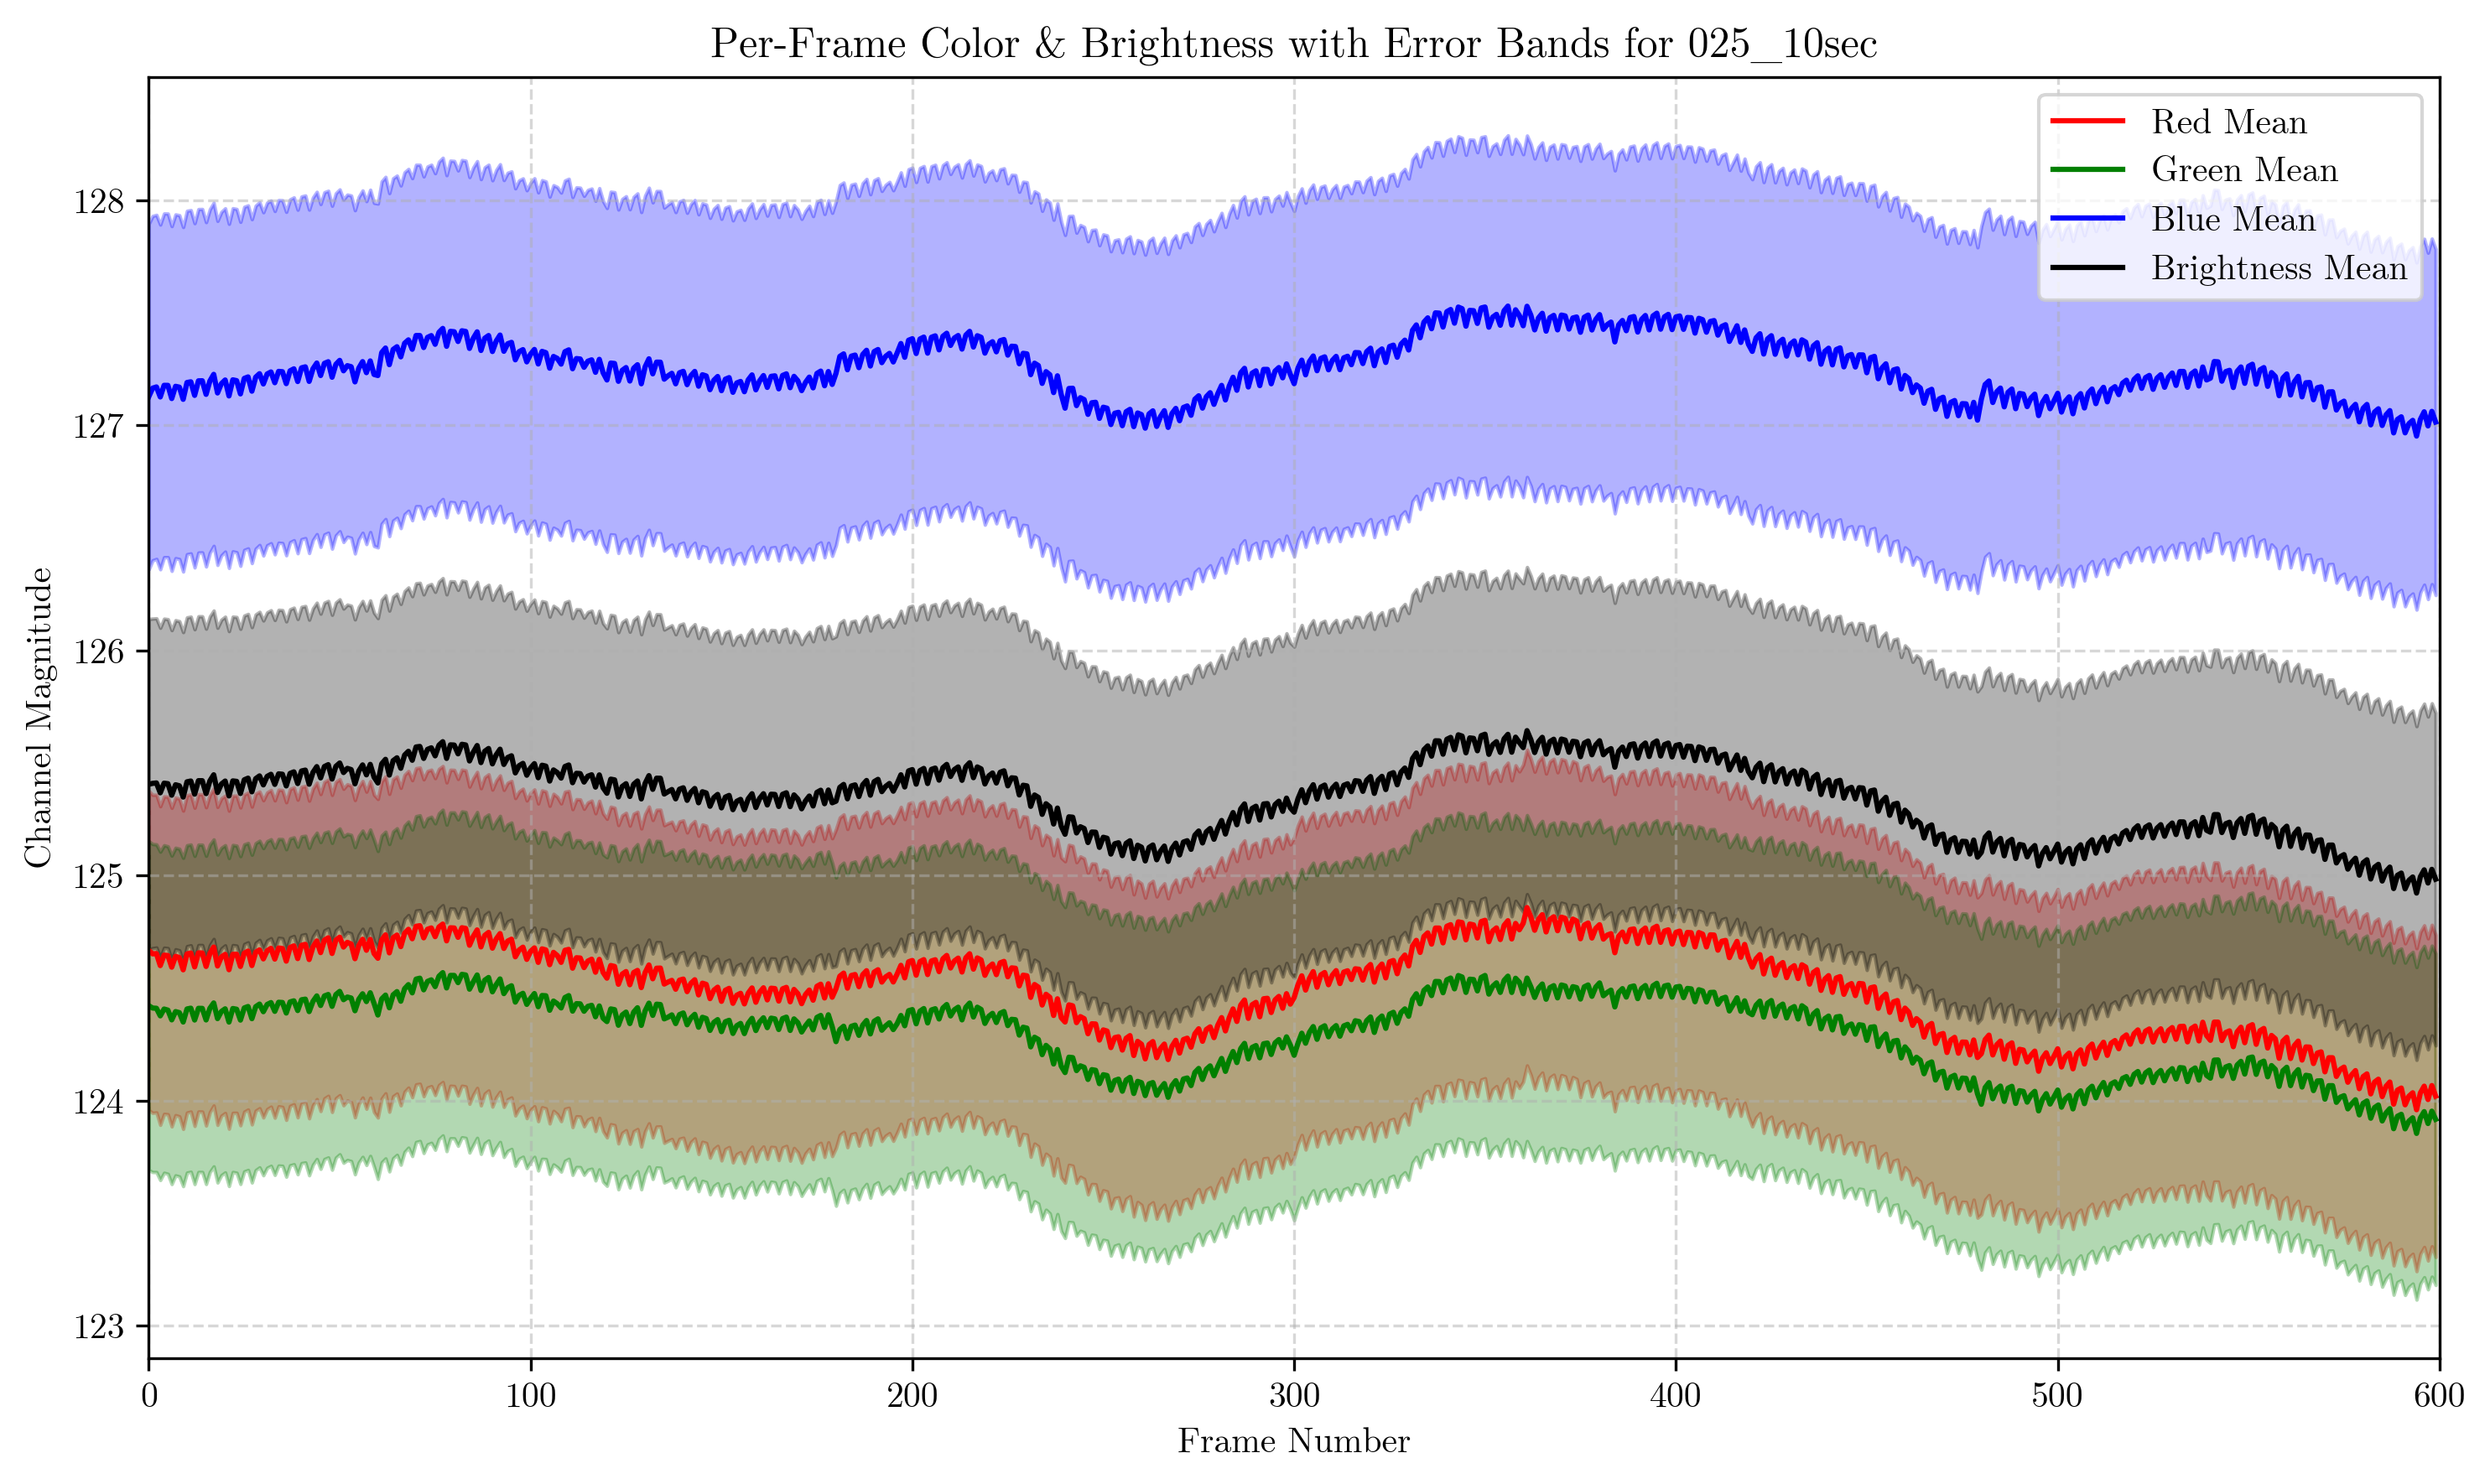 Per-Frame Color & Brightness with Error Bands for 025_10sec
Red Mean
Green Mean
Blue Mean
Brightness Mean
Channel Magnitude
128
127
126
125
124
123
0 100 200 300 400 500 600
Frame Number